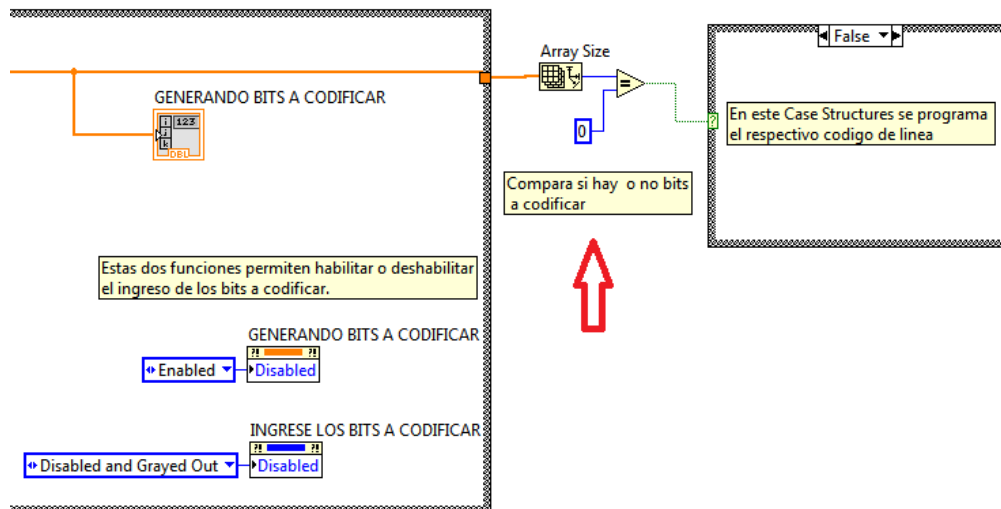 GENERANDO BITS A CODIFICAR
i 123
j
k
DBL
Estas dos funciones permiten habilitar o deshabilitar
el ingreso de los bits a codificar.
GENERANDO BITS A CODIFICAR
?! ?!
Enabled
Disabled
INGRESE LOS BITS A CODIFICAR
?! ?!
Disabled and Grayed Out
Disabled
Array Size
=
0
Compara si hay o no bits
a codificar
False
?
En este Case Structures se programa
el respectivo codigo de linea